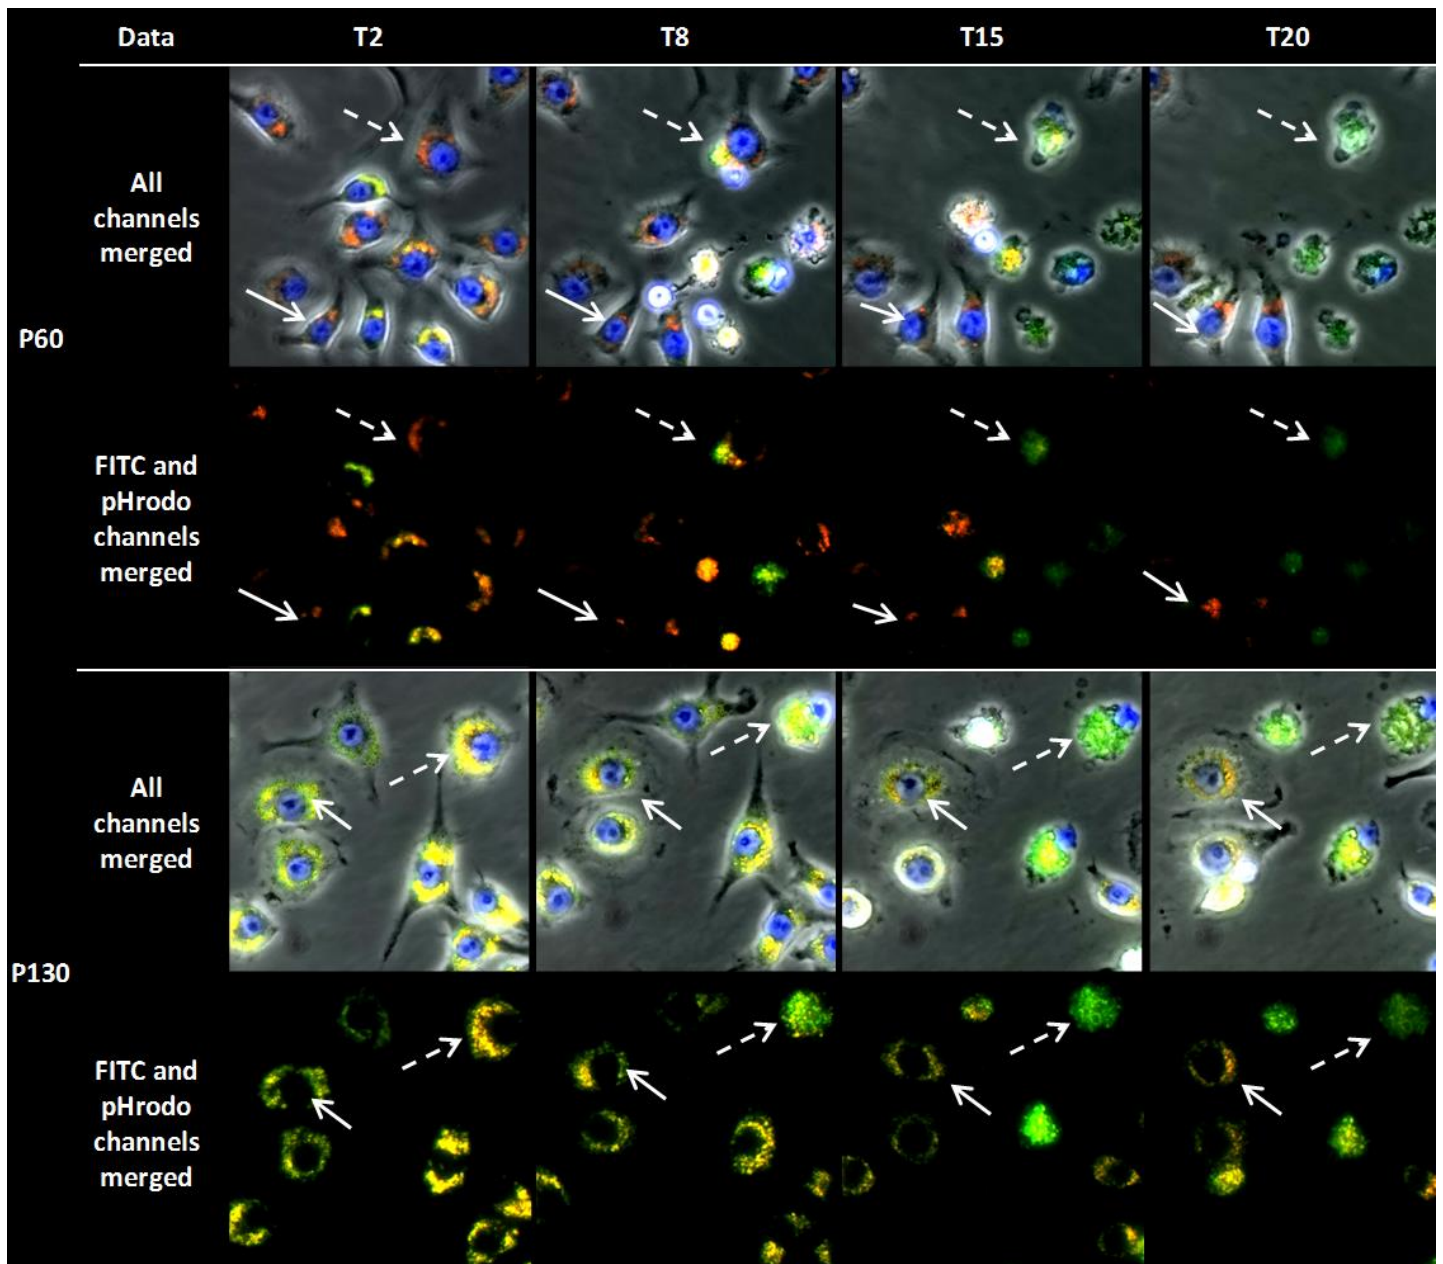 Data T2 T8 T15 T20
All
channels
merged
P60
FITC and
pHrodo
channels
merged
All
channels
merged
P130
FITC and
pHrodo
channels
merged